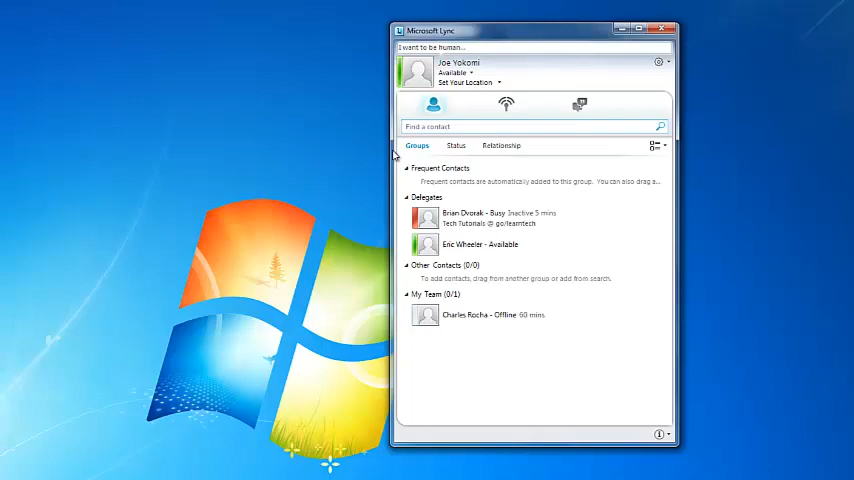 Microsoft Lync
I want to be human...
Joe Yokomi
Available
Set Your Location
Find a contact
Groups Status Relationship
Frequent Contacts
Frequent contacts are automatically added to this group. You can also drag a...
Delegates
Brian Dvorak - Busy Inactive 5 mins
Tech Tutorials @ go/learntech
Eric Wheeler - Available
Other Contacts (0/0)
To add contacts, drag from another group or add from search.
My Team (0/1)
Charles Rocha - Offline 60 mins